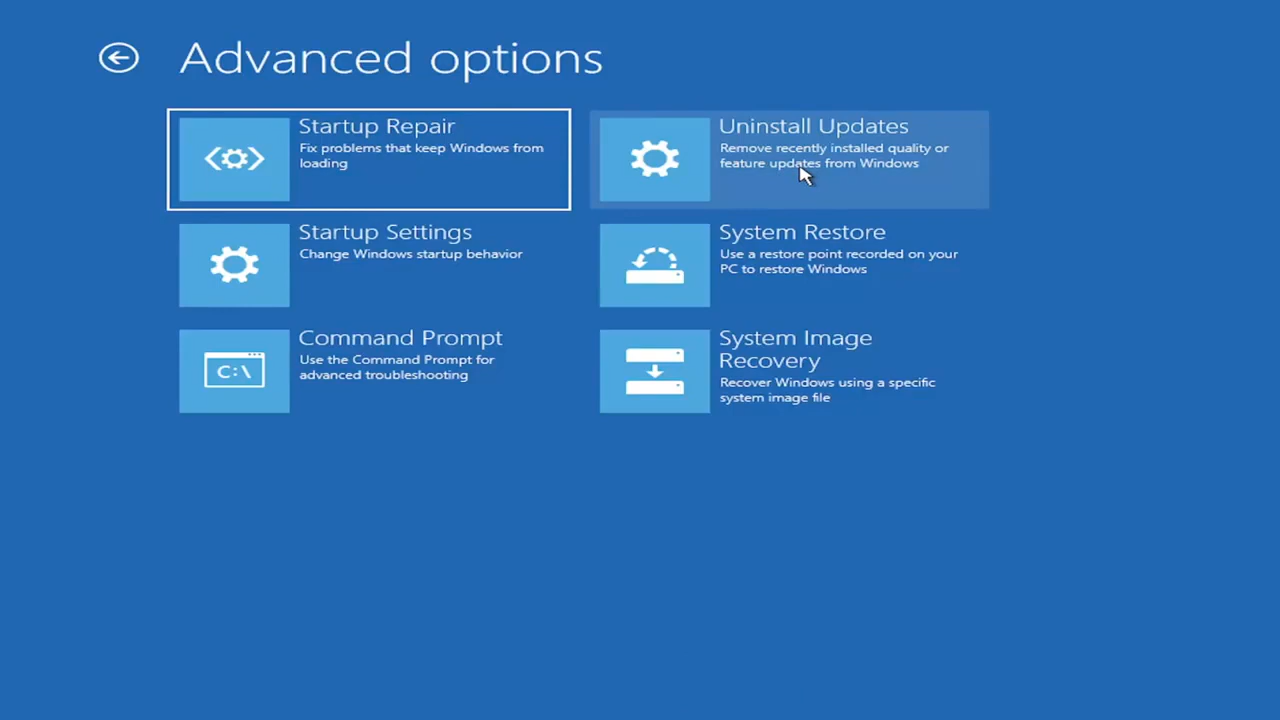 Advanced options
Startup Repair
Fix problems that keep Windows from
loading
Uninstall Updates
Remove recently installed quality or
feature updates from Windows
Startup Settings
Change Windows startup behavior
System Restore
Use a restore point recorded on your
PC to restore Windows
Command Prompt
Use the Command Prompt for
advanced troubleshooting
C:\
System Image
Recovery
Recover Windows using a specific
system image file